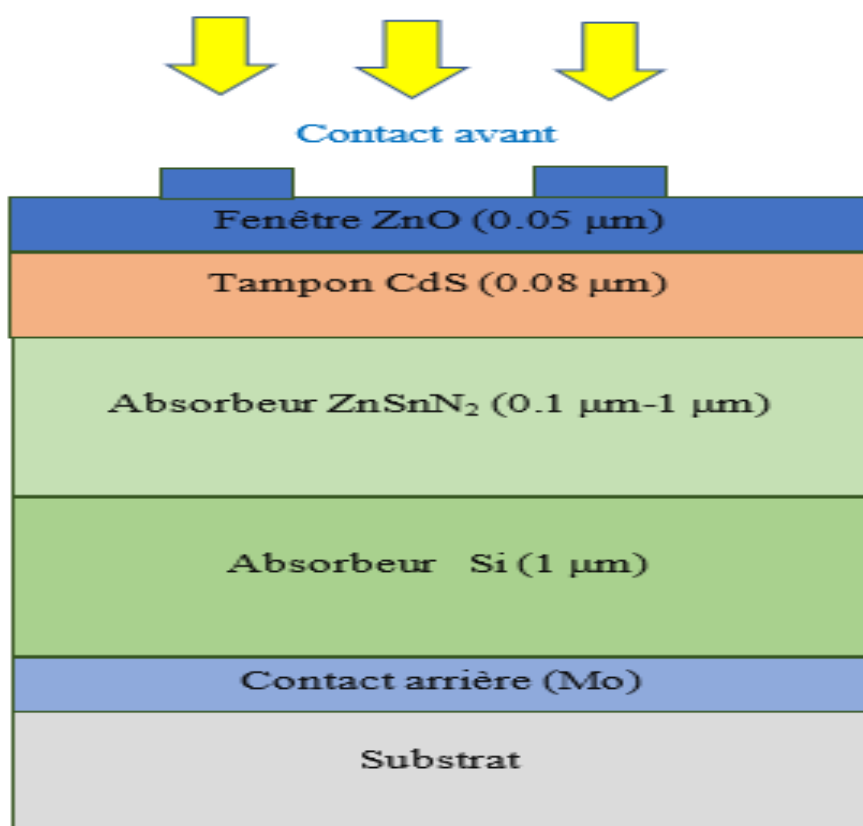 Contact avant
Fenêtre ZnO (0.05 µm)
Tampon CdS (0.08 µm)
Absorbeur ZnSnN₂ (0.1 µm-1 µm)
Absorbeur Si (1 µm)
Contact arrière (Mo)
Substrat